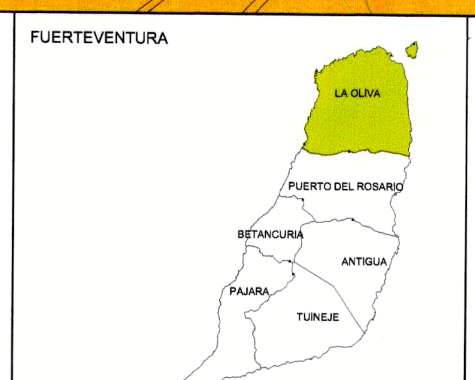 FUERTEVENTURA
LA OLIVA
PUERTO DEL ROSARIO
BETANCURIA
ANTIGUA
PAJARA
TUINEJE